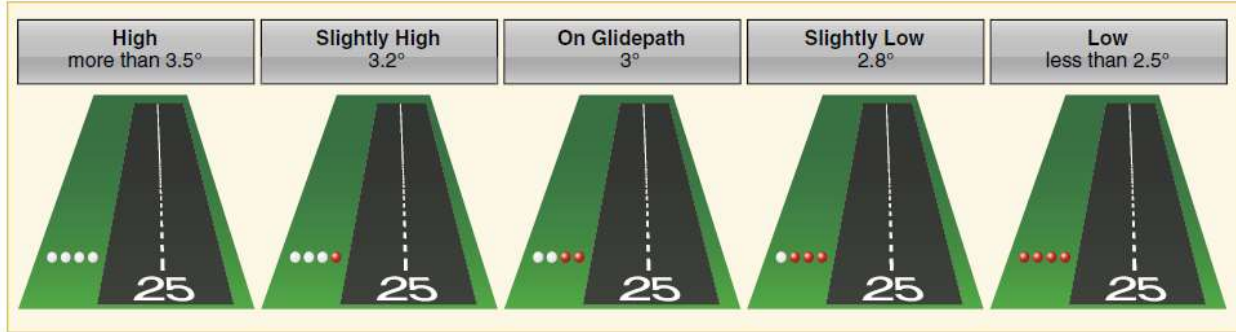 High
more than 3.5°
Slightly High
3.2°
On Glidepath
3°
Slightly Low
2.8°
Low
less than 2.5°
25
25
25
25
25